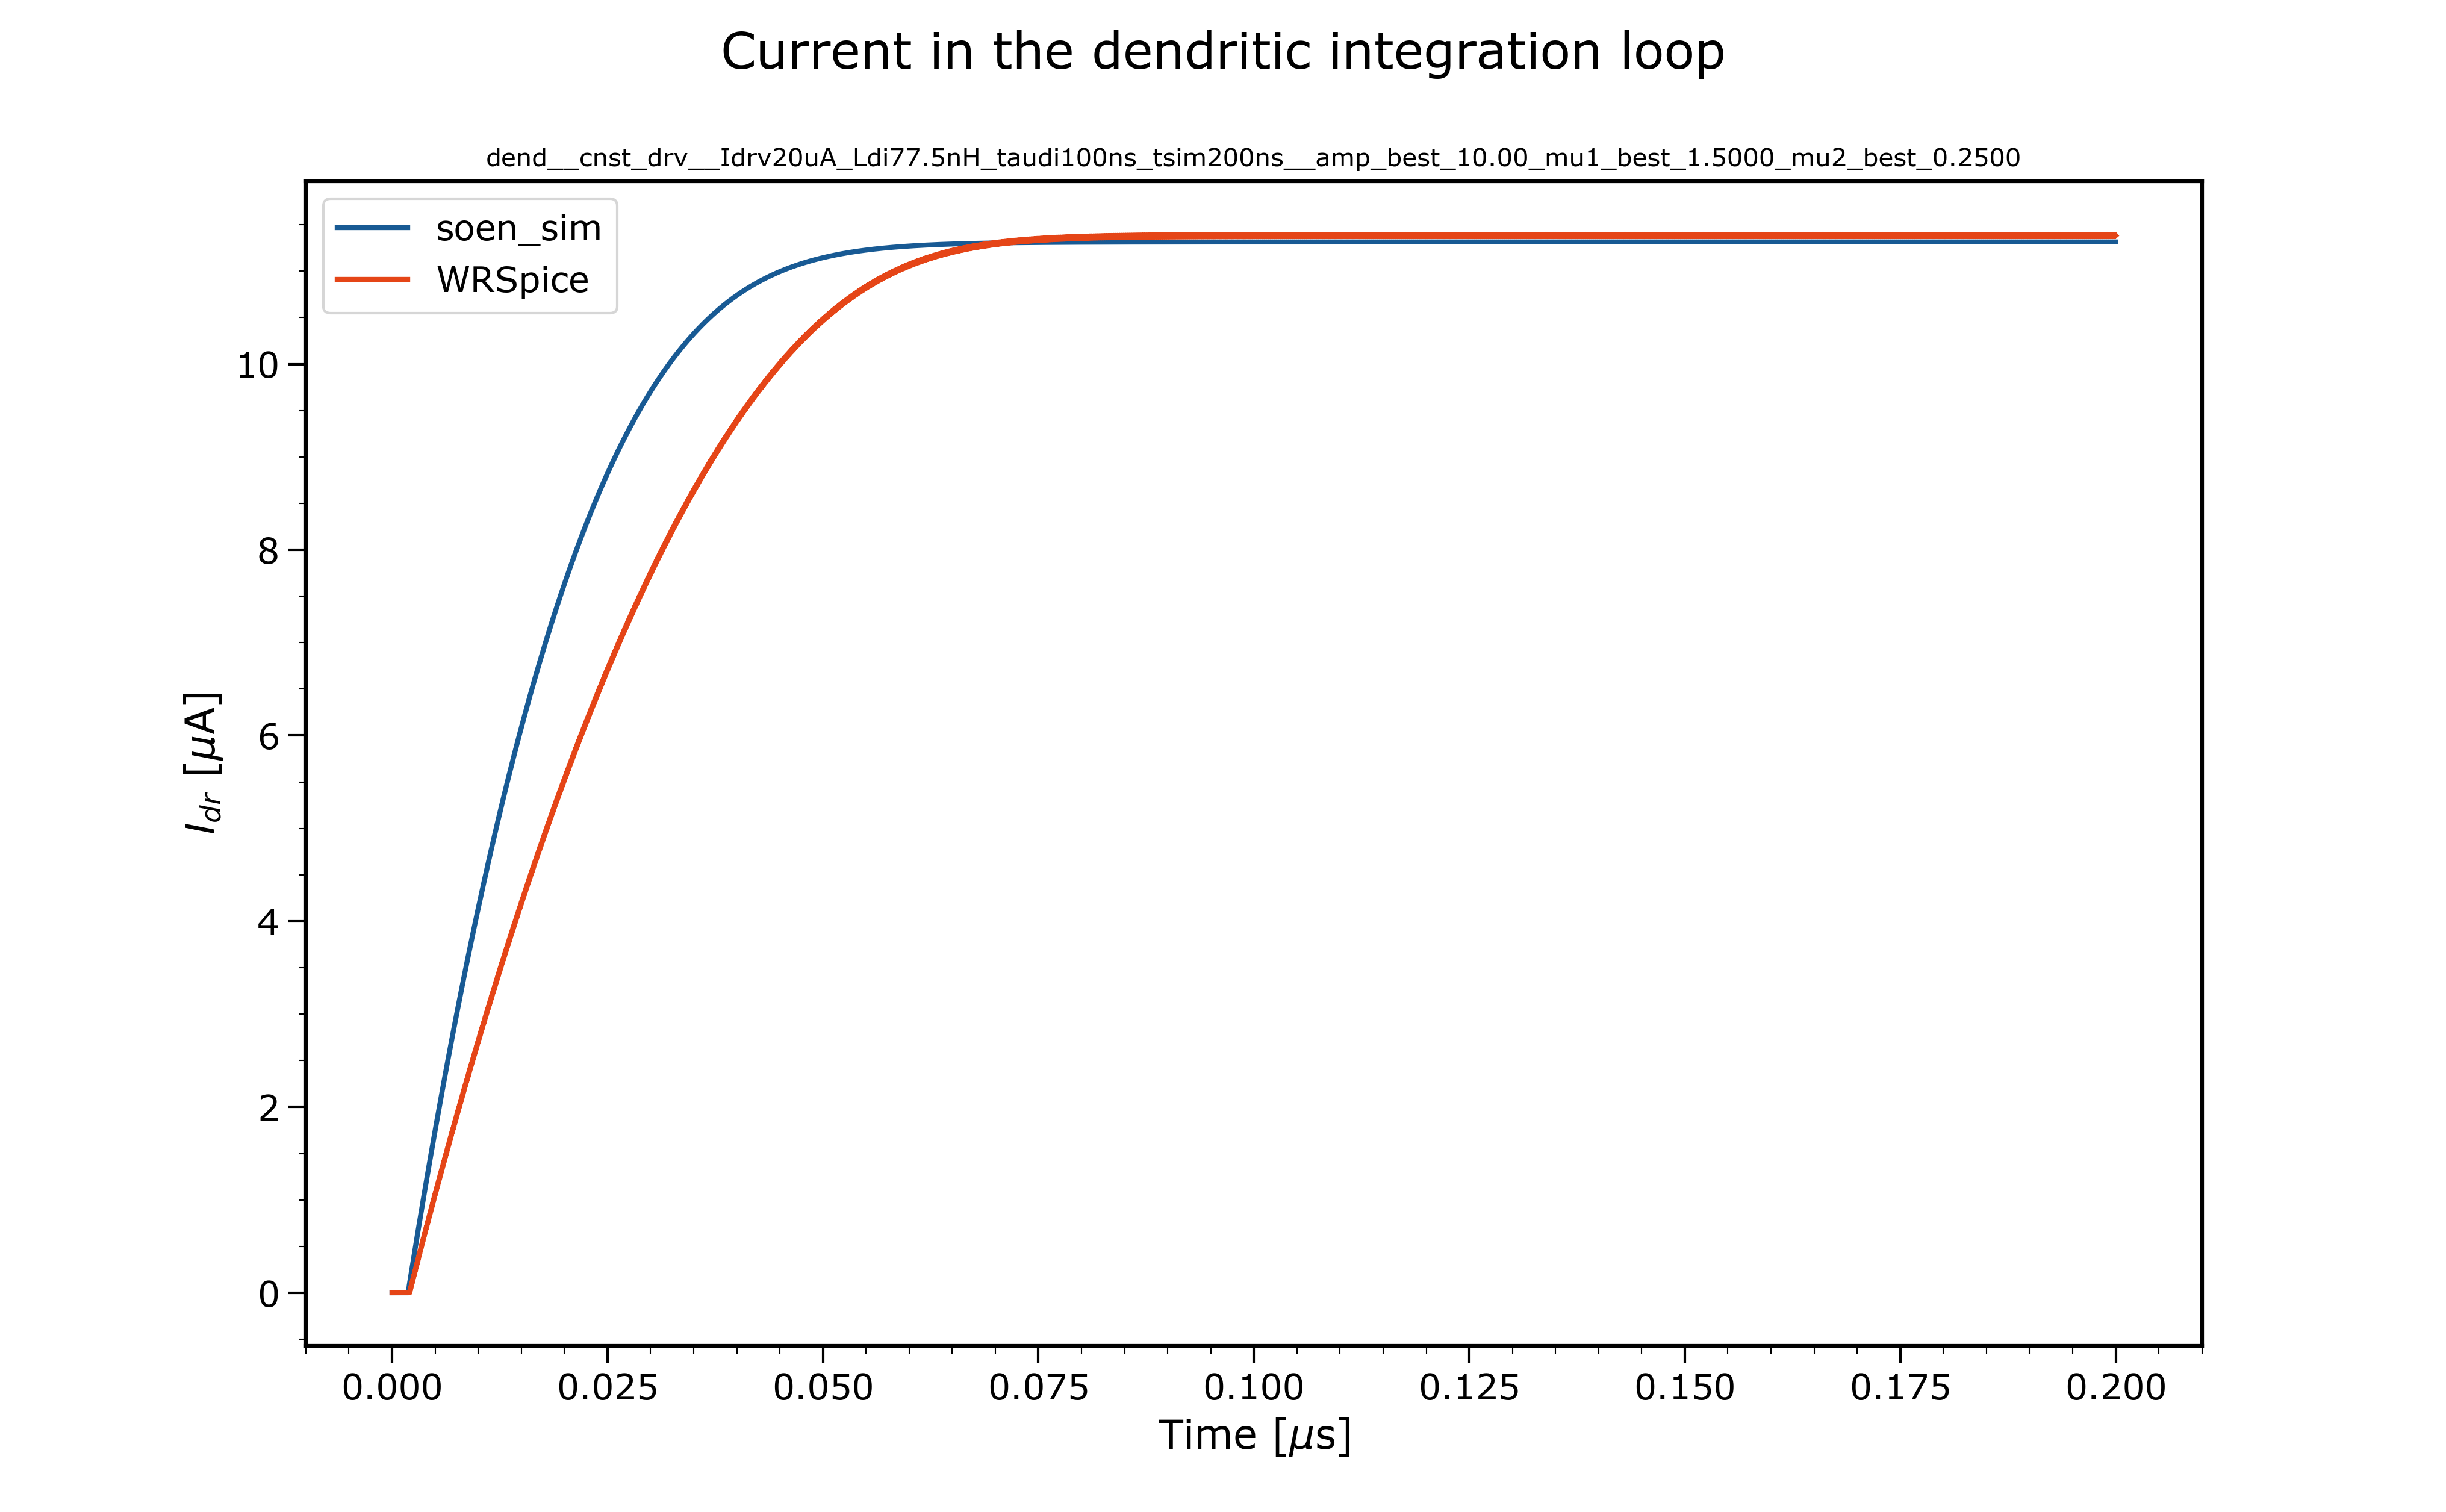 Current in the dendritic integration loop
dend__cnst_drv__Idrv20uA_Ldi77.5nH_taudi100ns_tsim200ns__amp_best_10.00_mu1_best_1.5000_mu2_best_0.2500
soen_sim
WRSpice
10
8
6
4
2
0
I_dr [μA]
0.000 0.025 0.050 0.075 0.100 0.125 0.150 0.175 0.200
Time [μs]